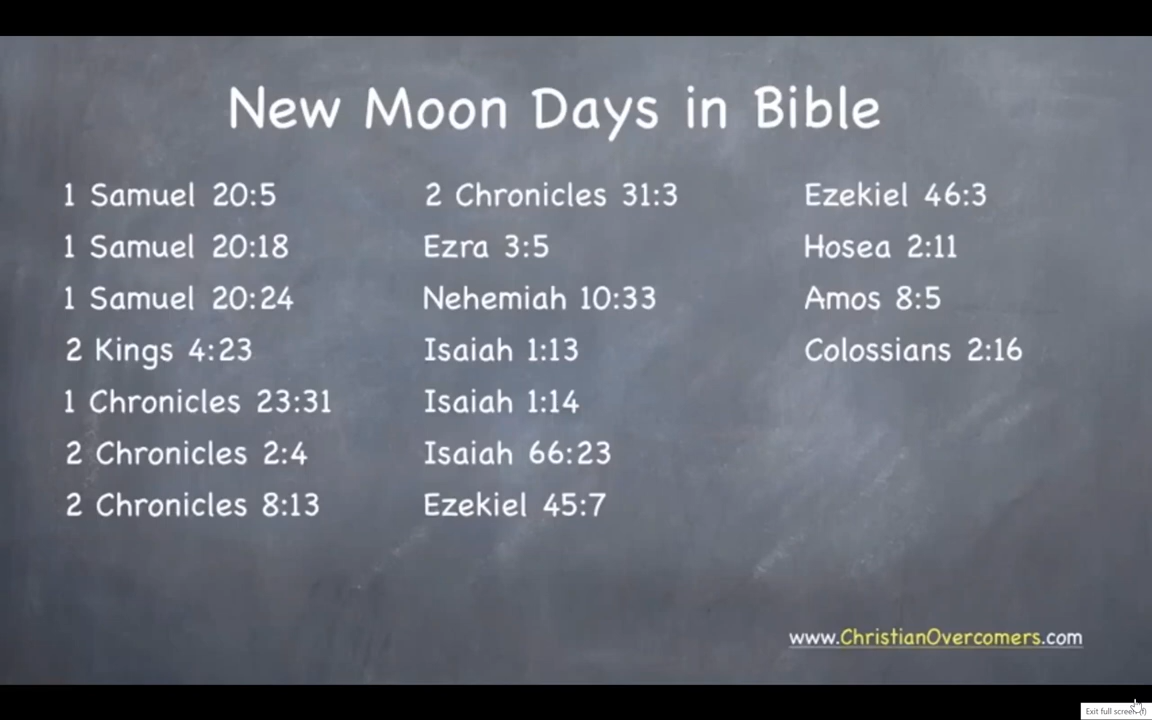 New Moon Days in Bible
1 Samuel 20:5
1 Samuel 20:18
1 Samuel 20:24
2 Kings 4:23
1 Chronicles 23:31
2 Chronicles 2:4
2 Chronicles 8:13
2 Chronicles 31:3
Ezra 3:5
Nehemiah 10:33
Isaiah 1:13
Isaiah 1:14
Isaiah 66:23
Ezekiel 45:7
Ezekiel 46:3
Hosea 2:11
Amos 8:5
Colossians 2:16
www.ChristianOvercomers.com
Exit full screen (f)